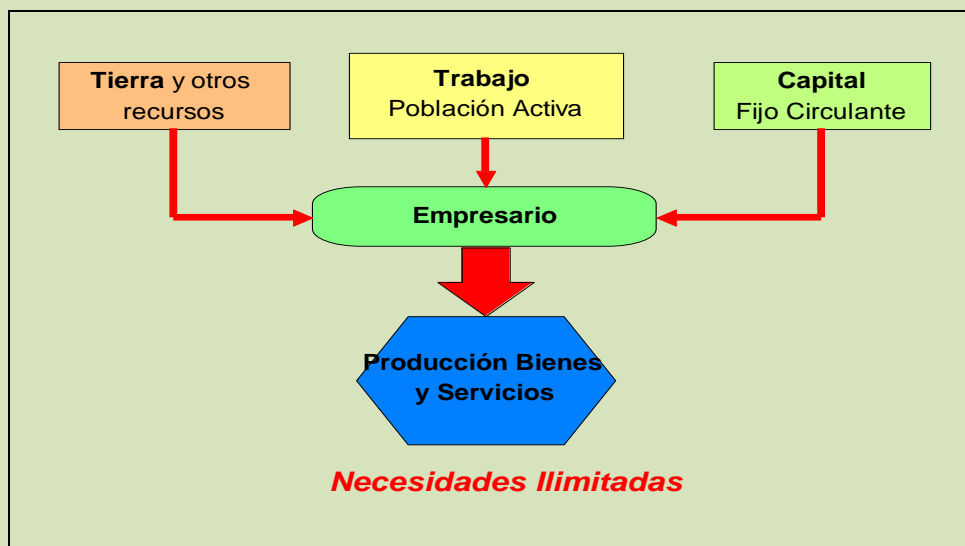 Tierra y otros
recursos
Trabajo
Población Activa
Capital
Fijo Circulante
Empresario
Producción Bienes
y Servicios
Necesidades Ilimitadas